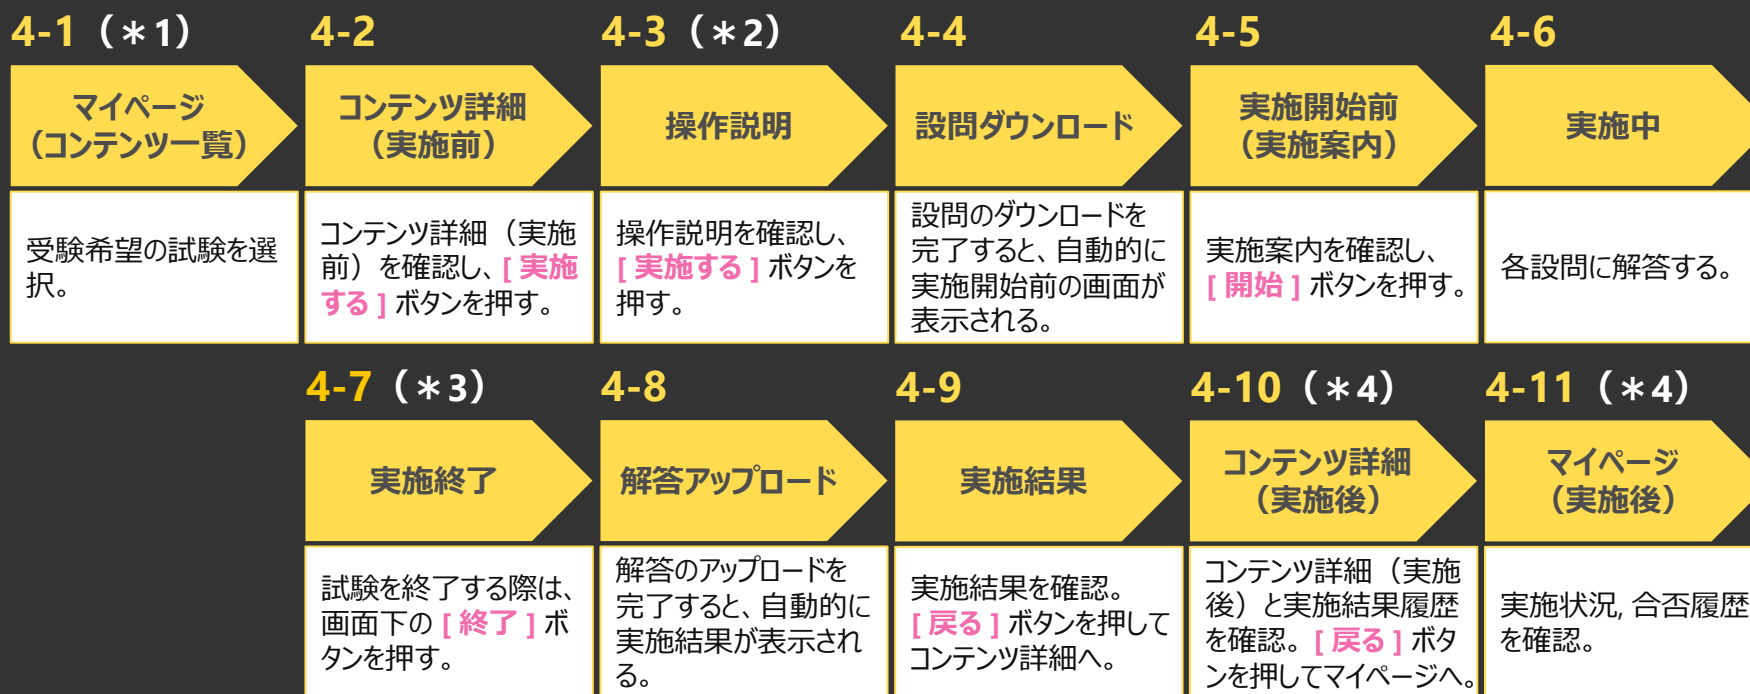 4-1（＊1）
マイページ
（コンテンツ一覧）
受験希望の試験を選
択。
4-2
コンテンツ詳細
（実施前）
コンテンツ詳細（実施
前）を確認し、[ 実施
する ] ボタンを押す。
4-3（＊2）
操作説明
操作説明を確認し、
[ 実施する ] ボタンを
押す。
4-4
設問ダウンロード
設問のダウンロードを
完了すると、自動的に
実施開始前の画面が
表示される。
4-5
実施開始前
（実施案内）
実施案内を確認し、
[ 開始 ] ボタンを押す。
4-6
実施中
各設問に解答する。
4-7（＊3）
実施終了
試験を終了する際は、
画面下の [ 終了 ] ボ
タンを押す。
4-8
解答アップロード
解答のアップロードを
完了すると、自動的に
実施結果が表示され
る。
4-9
実施結果
実施結果を確認。
[ 戻る ] ボタンを押して
コンテンツ詳細へ。
4-10（＊4）
コンテンツ詳細
（実施後）
コンテンツ詳細（実施
後）と実施結果履歴
を確認。[ 戻る ] ボタ
ンを押してマイページへ。
4-11（＊4）
マイページ
（実施後）
実施状況, 合否履歴
を確認。